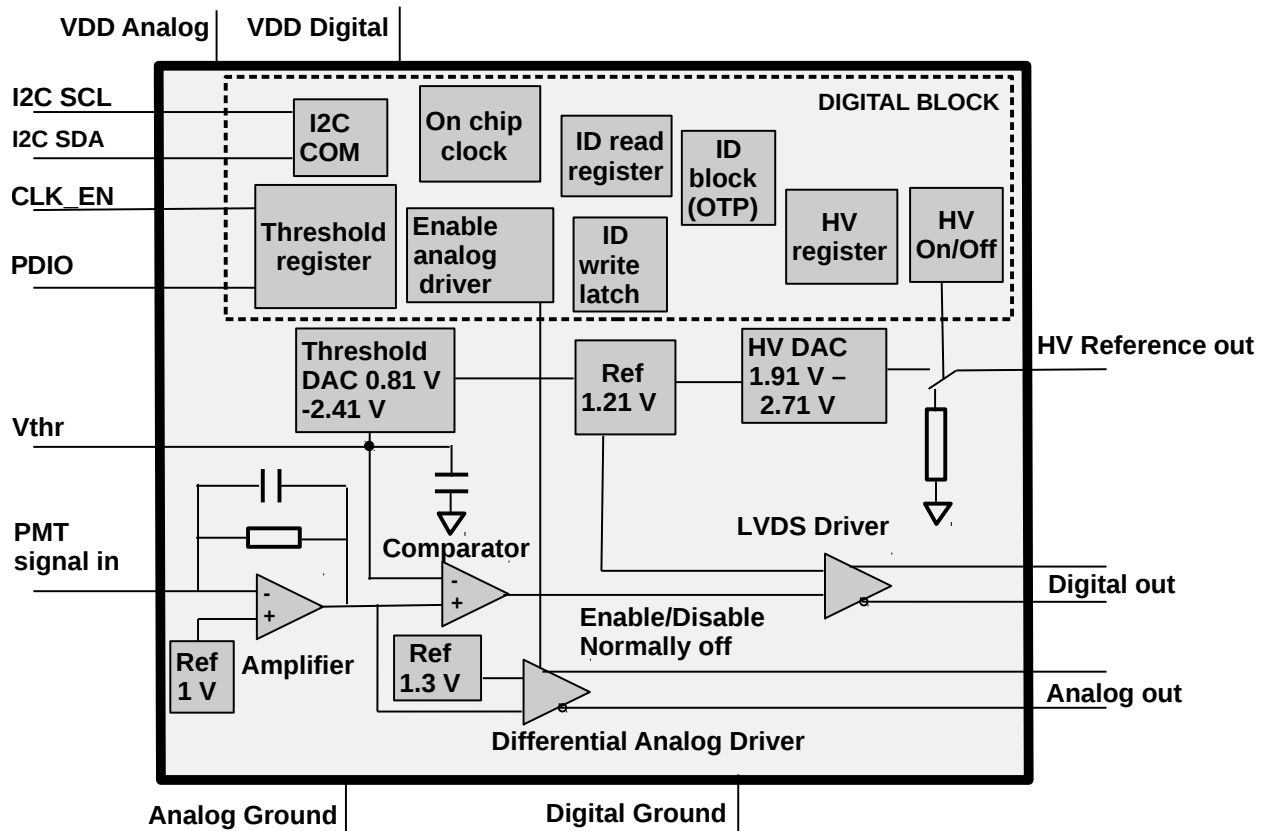 VDD Analog
VDD Digital
I2C SCL
I2C SDA
CLK_EN
PDIO
DIGITAL BLOCK
I2C
COM
On chip
clock
ID read
register
ID
block
(OTP)
Threshold
register
Enable
analog
driver
ID
write
latch
HV
register
HV
On/Off
Threshold
DAC 0.81 V
-2.41 V
Ref
1.21 V
HV DAC
1.91 V –
2.71 V
HV Reference out
Vthr
PMT
signal in
Comparator
LVDS Driver
-
+
-
+
Digital out
Enable/Disable
Normally off
Ref
1 V
Amplifier
Ref
1.3 V
Analog out
Differential Analog Driver
Analog Ground
Digital Ground